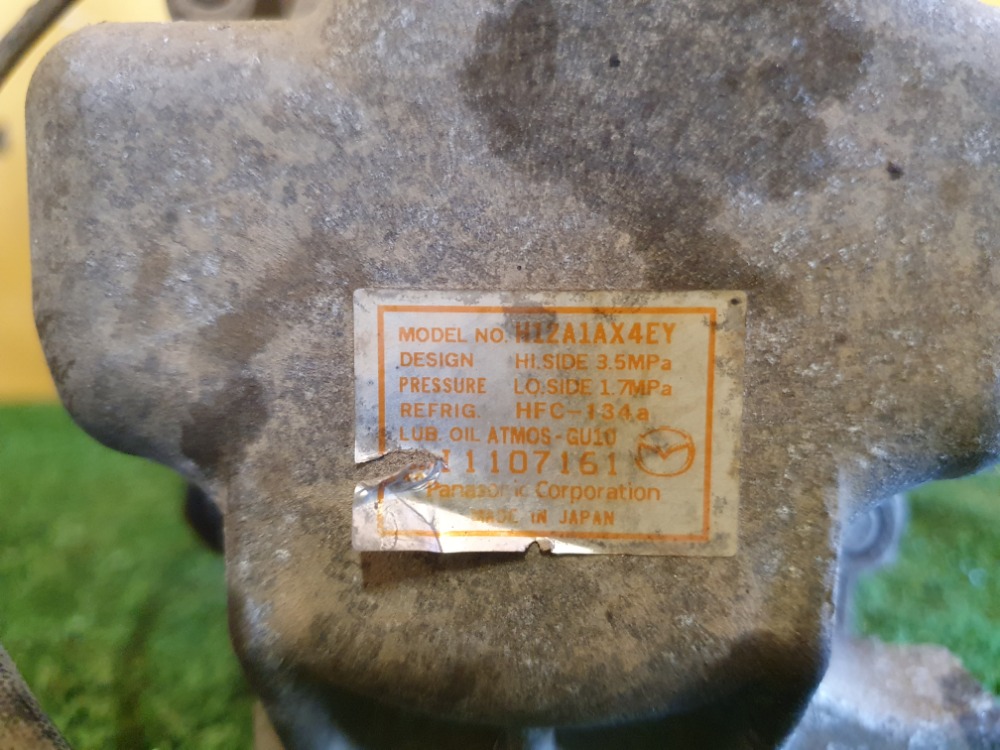 MODEL NO. H12A1AX4EY
DESIGN HI.SIDE 3.5MPa
PRESSURE LO.SIDE 1.7MPa
REFRIG. HFC-134a
LUB. OIL ATMOS-GU10
11107161
Panasonic Corporation
MADE IN JAPAN